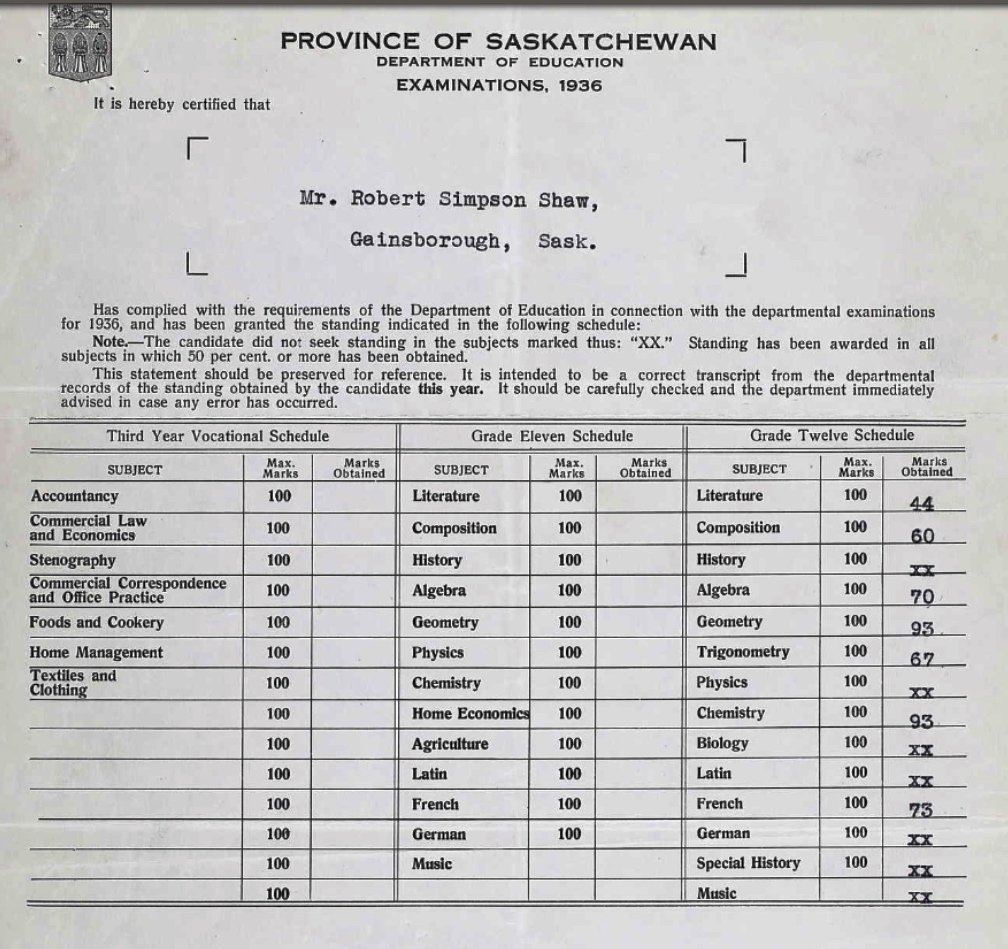 PROVINCE OF SASKATCHEWAN
DEPARTMENT OF EDUCATION
EXAMINATIONS, 1936
It is hereby certified that
Mr. Robert Simpson Shaw,
Gainsborough, Sask.
Has complied with the requirements of the Department of Education in connection with the departmental examinations
for 1936, and has been granted the standing indicated in the following schedule:
Note.—The candidate did not seek standing in the subjects marked thus: “XX.” Standing has been awarded in all
subjects in which 50 per cent. or more has been obtained.
This statement should be preserved for reference. It is intended to be a correct transcript from the departmental
records of the standing obtained by the candidate this year. It should be carefully checked and the department immediately
advised in case any error has occurred.
Third Year Vocational Schedule Grade Eleven Schedule Grade Twelve Schedule
SUBJECT Max. Marks Marks Obtained SUBJECT Max. Marks Marks Obtained SUBJECT Max. Marks Marks Obtained
Accountancy 100 Literature 100 Literature 100 44
Commercial Law and Economics 100 Composition 100 Composition 100 60
Stenography 100 History 100 History 100 XX
Commercial Correspondence and Office Practice 100 Algebra 100 Algebra 100 70
Foods and Cookery 100 Geometry 100 Geometry 100 93
Home Management 100 Physics 100 Trigonometry 100 67
Textiles and Clothing 100 Chemistry 100 Physics 100 XX
100 Home Economics 100 Chemistry 100 93
100 Agriculture 100 Biology 100 XX
100 Latin 100 Latin 100 XX
100 French 100 French 100 73
100 German 100 German 100 XX
100 Music Special History 100 XX
100 Music XX